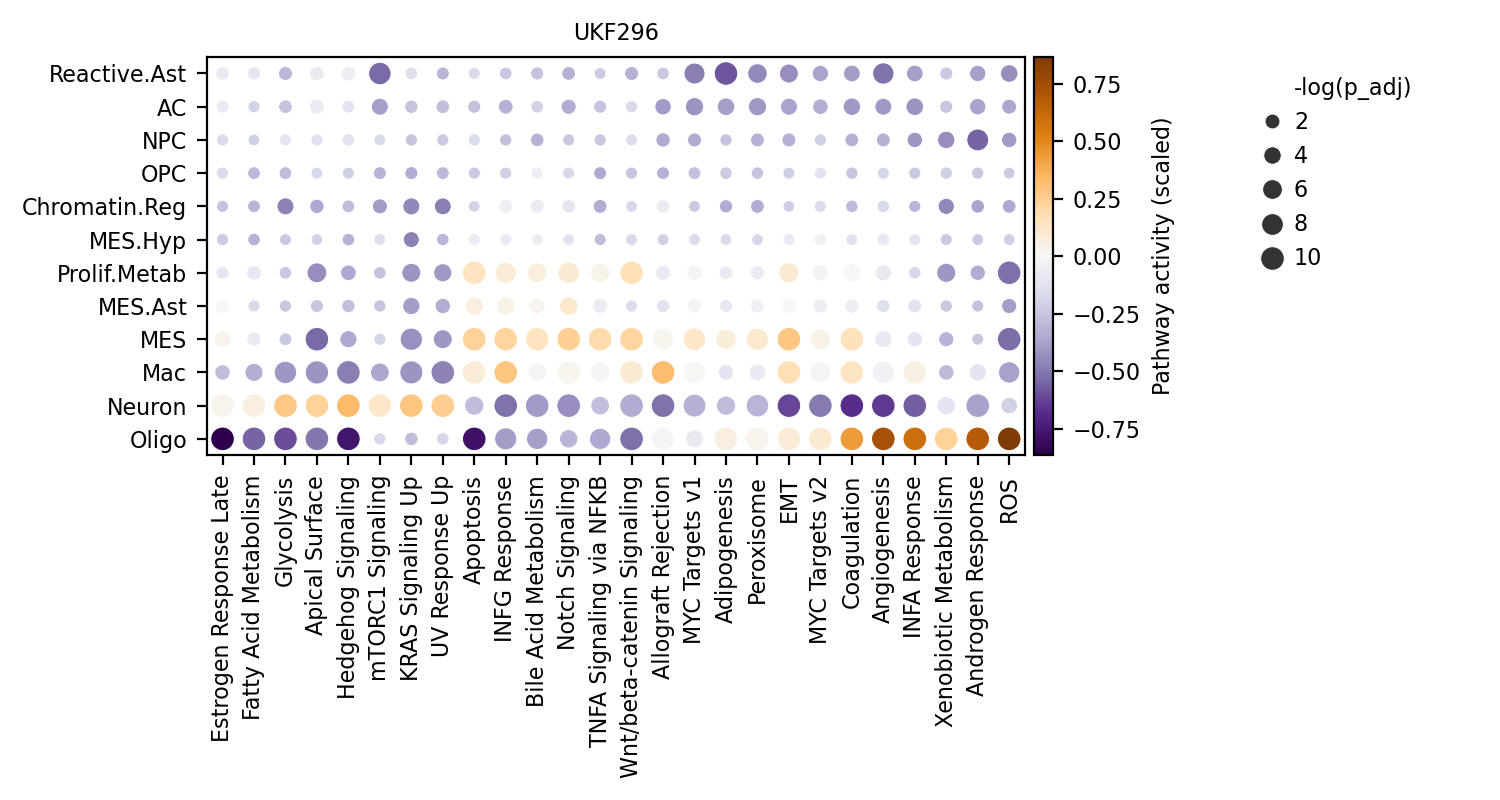 UKF296
Reactive.Ast
AC
NPC
OPC
Chromatin.Reg
MES.Hyp
Prolif.Metab
MES.Ast
MES
Mac
Neuron
Oligo
Estrogen Response Late
Fatty Acid Metabolism
Glycolysis
Apical Surface
Hedgehog Signaling
mTORC1 Signaling
KRAS Signaling Up
UV Response Up
Apoptosis
INFG Response
Bile Acid Metabolism
Notch Signaling
TNFA Signaling via NFKB
Wnt/beta-catenin Signaling
Allograft Rejection
MYC Targets v1
Adipogenesis
Peroxisome
EMT
MYC Targets v2
Coagulation
Angiogenesis
INFA Response
Xenobiotic Metabolism
Androgen Response
ROS
0.75
0.50
0.25
0.00
−0.25
−0.50
−0.75
Pathway activity (scaled)
-log(p_adj)
2
4
6
8
10